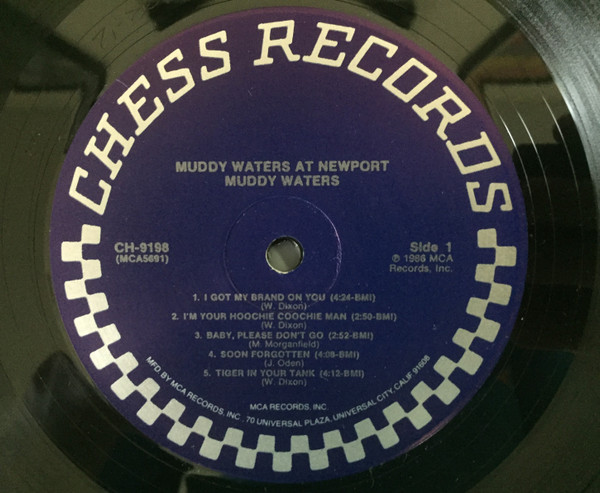 CHESS RECORDS
MUDDY WATERS AT NEWPORT
MUDDY WATERS
CH-9198
(MCA5691)
Side 1
℗ 1986 MCA
Records, Inc.
1. I GOT MY BRAND ON YOU (4:24-BMI)
(W. Dixon)
2. I'M YOUR HOOCHIE COOCHIE MAN (2:50-BMI)
(W. Dixon)
3. BABY, PLEASE DON'T GO (2:52-BMI)
(M. Morganfield)
4. SOON FORGOTTEN (4:08-BMI)
(J. Oden)
5. TIGER IN YOUR TANK (4:12-BMI)
(W. Dixon)
MCA RECORDS, INC.
MFD. BY MCA RECORDS, INC., 70 UNIVERSAL PLAZA, UNIVERSAL CITY, CALIF. 91608